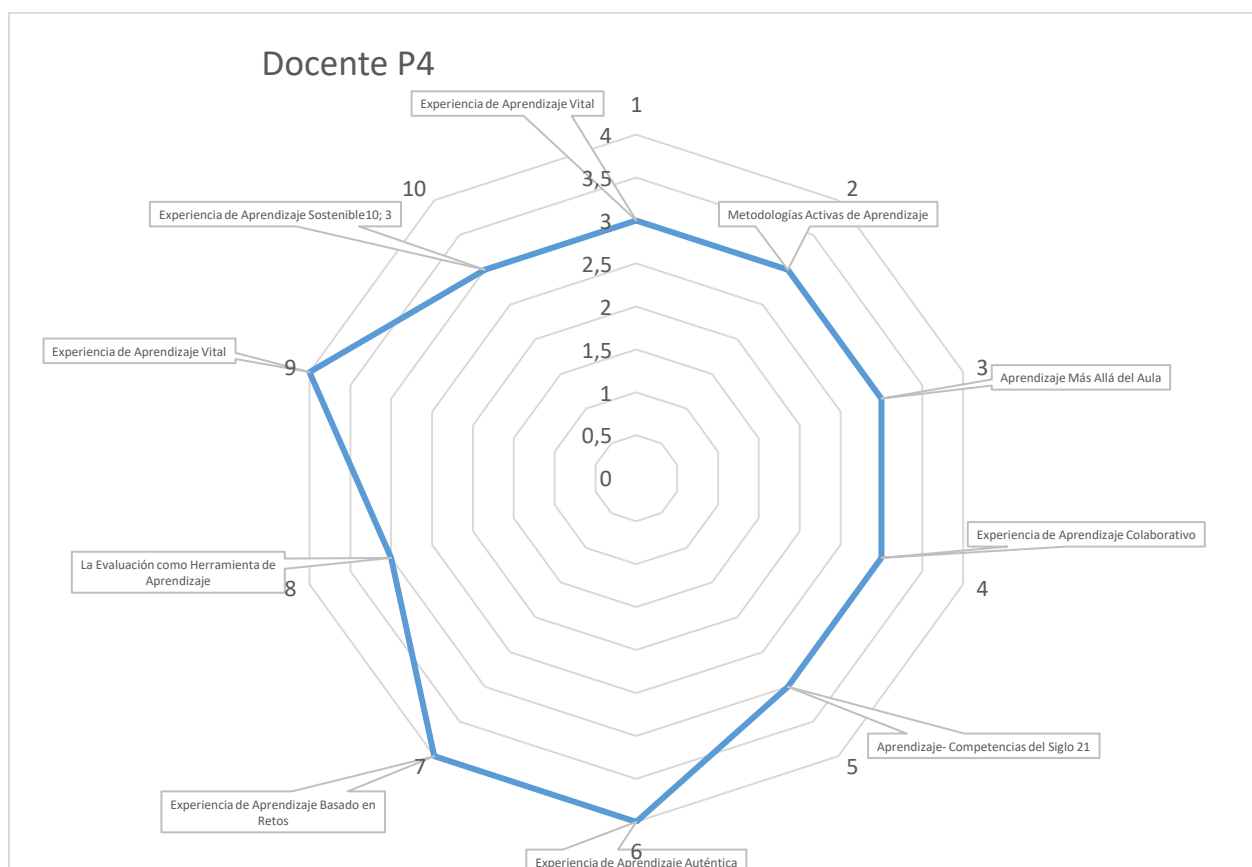 Docente P4
Experiencia de Aprendizaje Vital
1
4
3,5
3
2,5
2
1,5
1
0,5
0
10
2
Experiencia de Aprendizaje Sostenible10; 3
Metodologías Activas de Aprendizaje
Experiencia de Aprendizaje Vital
9
3
Aprendizaje Más Allá del Aula
Experiencia de Aprendizaje Colaborativo
La Evaluación como Herramienta de
Aprendizaje
8
4
Aprendizaje- Competencias del Siglo 21
7
5
Experiencia de Aprendizaje Basado en
Retos
6
Experiencia de Aprendizaje Auténtica